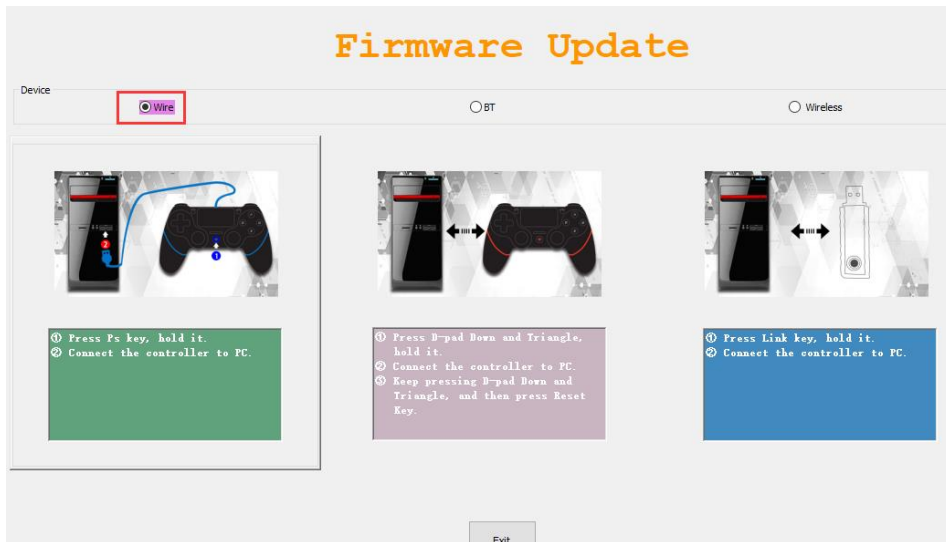 Firmware Update
Device
Wire
BT
Wireless
2
1
① Press Ps key, hold it.
② Connect the controller to PC.
① Press D-pad Down and Triangle,
hold it.
② Connect the controller to PC.
③ Keep pressing D-pad Down and
Triangle, and then press Reset
Key.
① Press Link key, hold it.
② Connect the controller to PC.
Exit